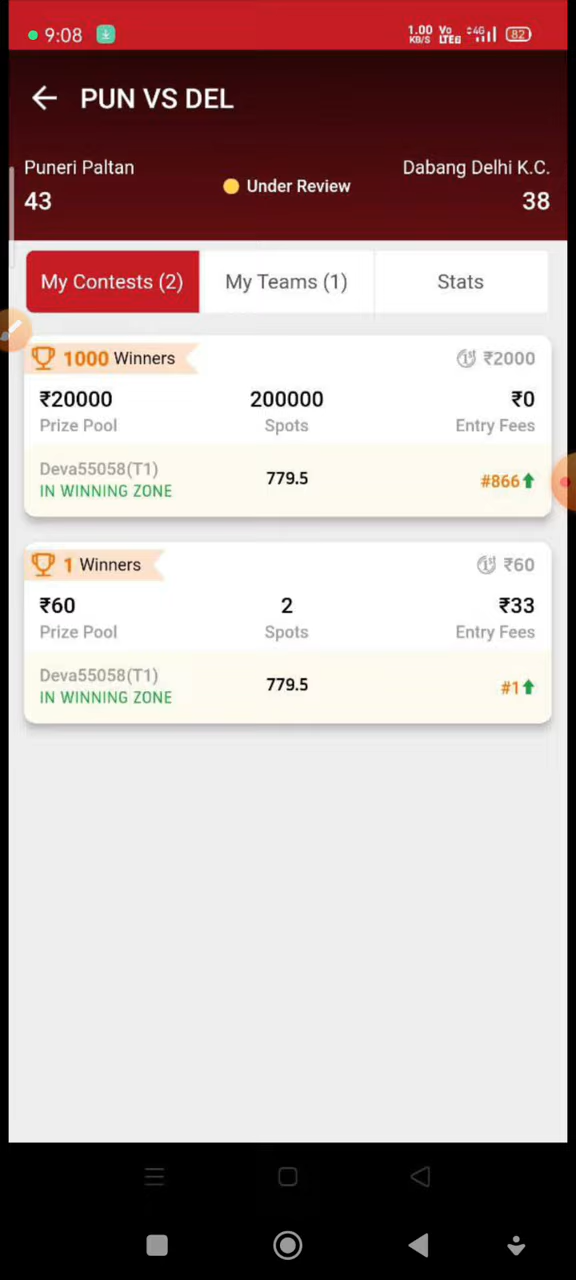 9:08 1.00 KB/S Vo LTE 4G 82
PUN VS DEL
Puneri Paltan Dabang Delhi K.C.
43 Under Review 38
My Contests (2) My Teams (1) Stats
1000 Winners ₹2000
₹20000 200000 ₹0
Prize Pool Spots Entry Fees
Deva55058(T1) 779.5 #866
IN WINNING ZONE
1 Winners ₹60
₹60 2 ₹33
Prize Pool Spots Entry Fees
Deva55058(T1) 779.5 #1
IN WINNING ZONE